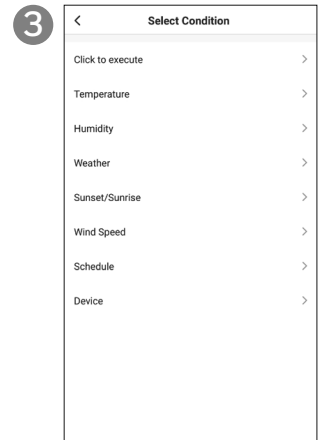 3
Select Condition
Click to execute
Temperature
Humidity
Weather
Sunset/Sunrise
Wind Speed
Schedule
Device